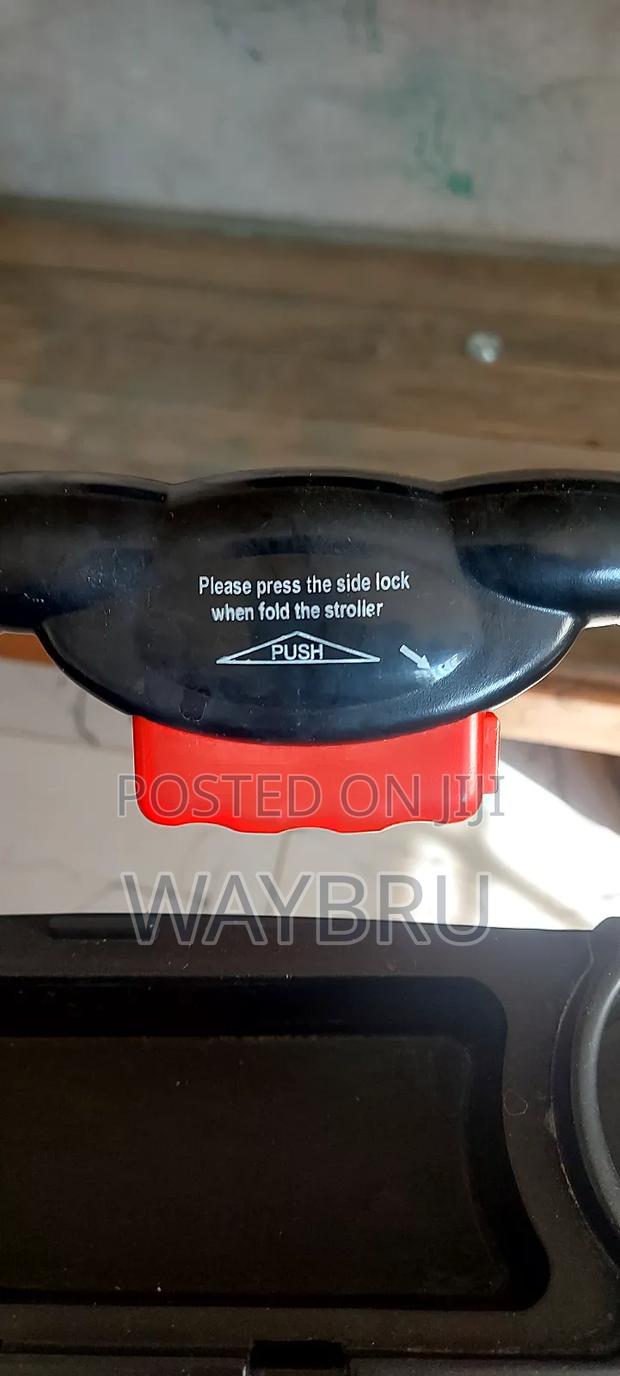 Please press the side lock
when fold the stroller
PUSH
POSTED ON JIJI
WAYBRU